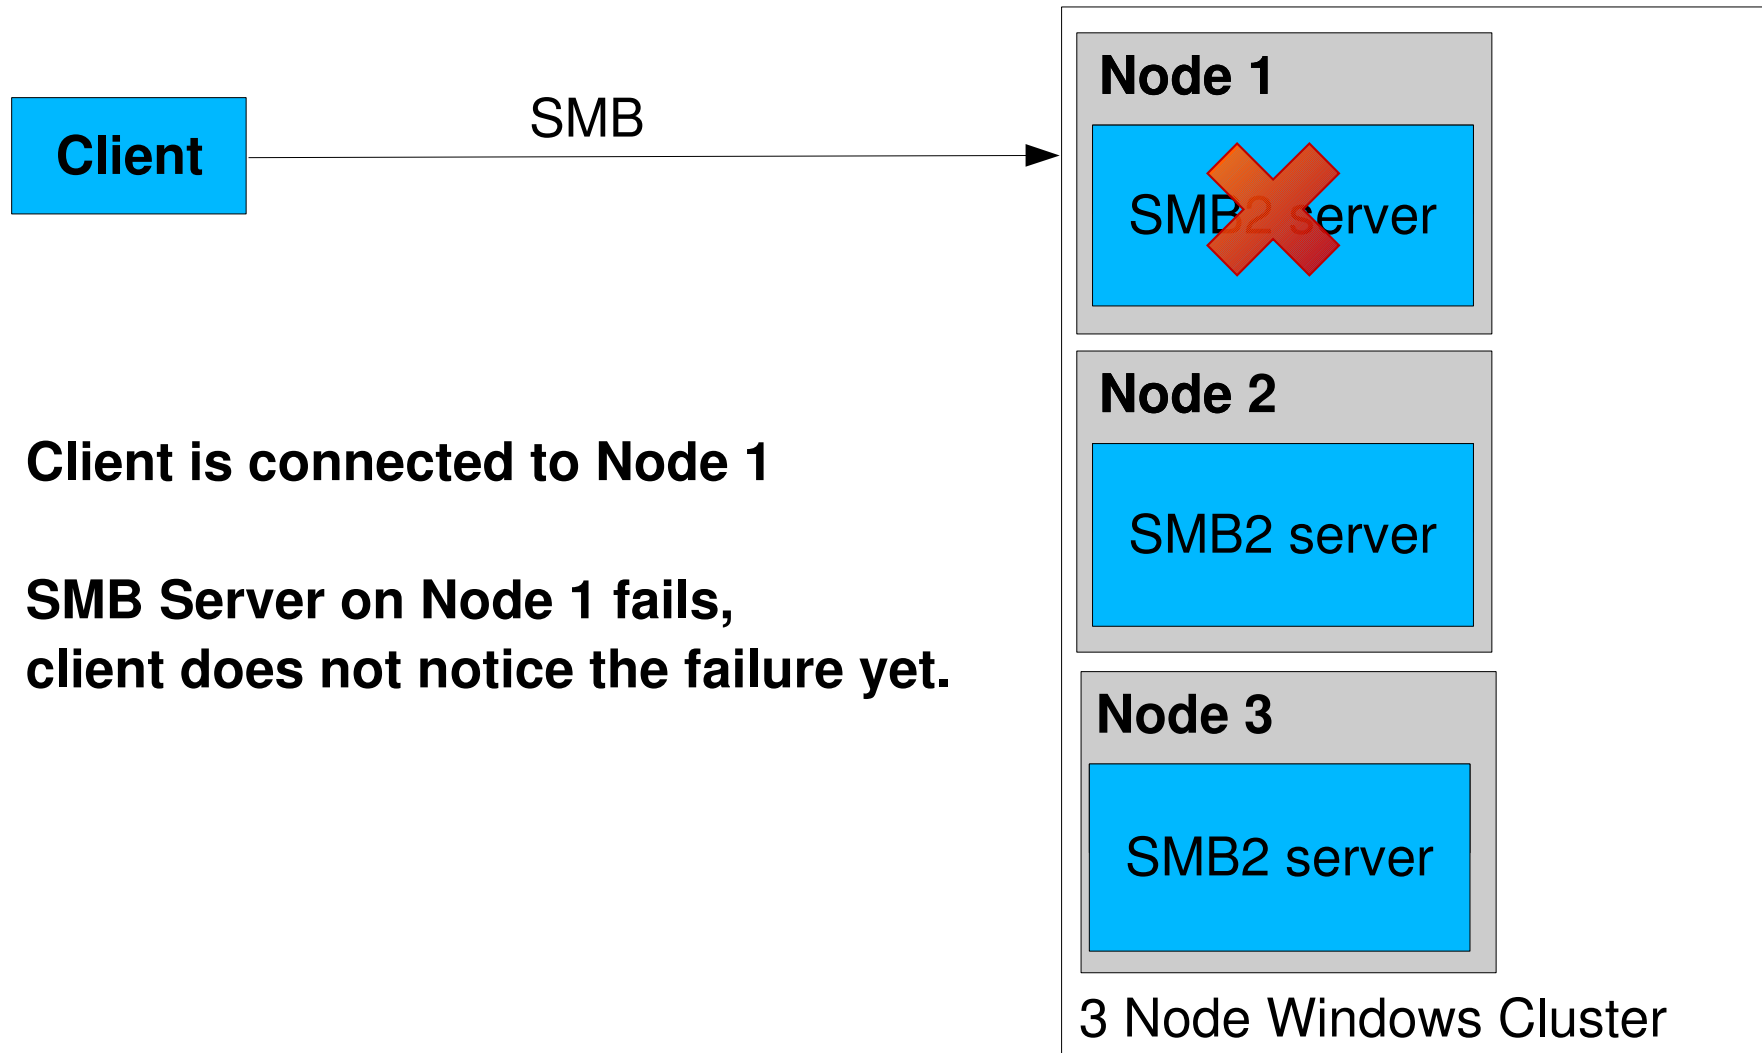 Client
SMB
Node 1
SMB2 server
Node 2
SMB2 server
Node 3
SMB2 server
3 Node Windows Cluster
Client is connected to Node 1
SMB Server on Node 1 fails,
client does not notice the failure yet.